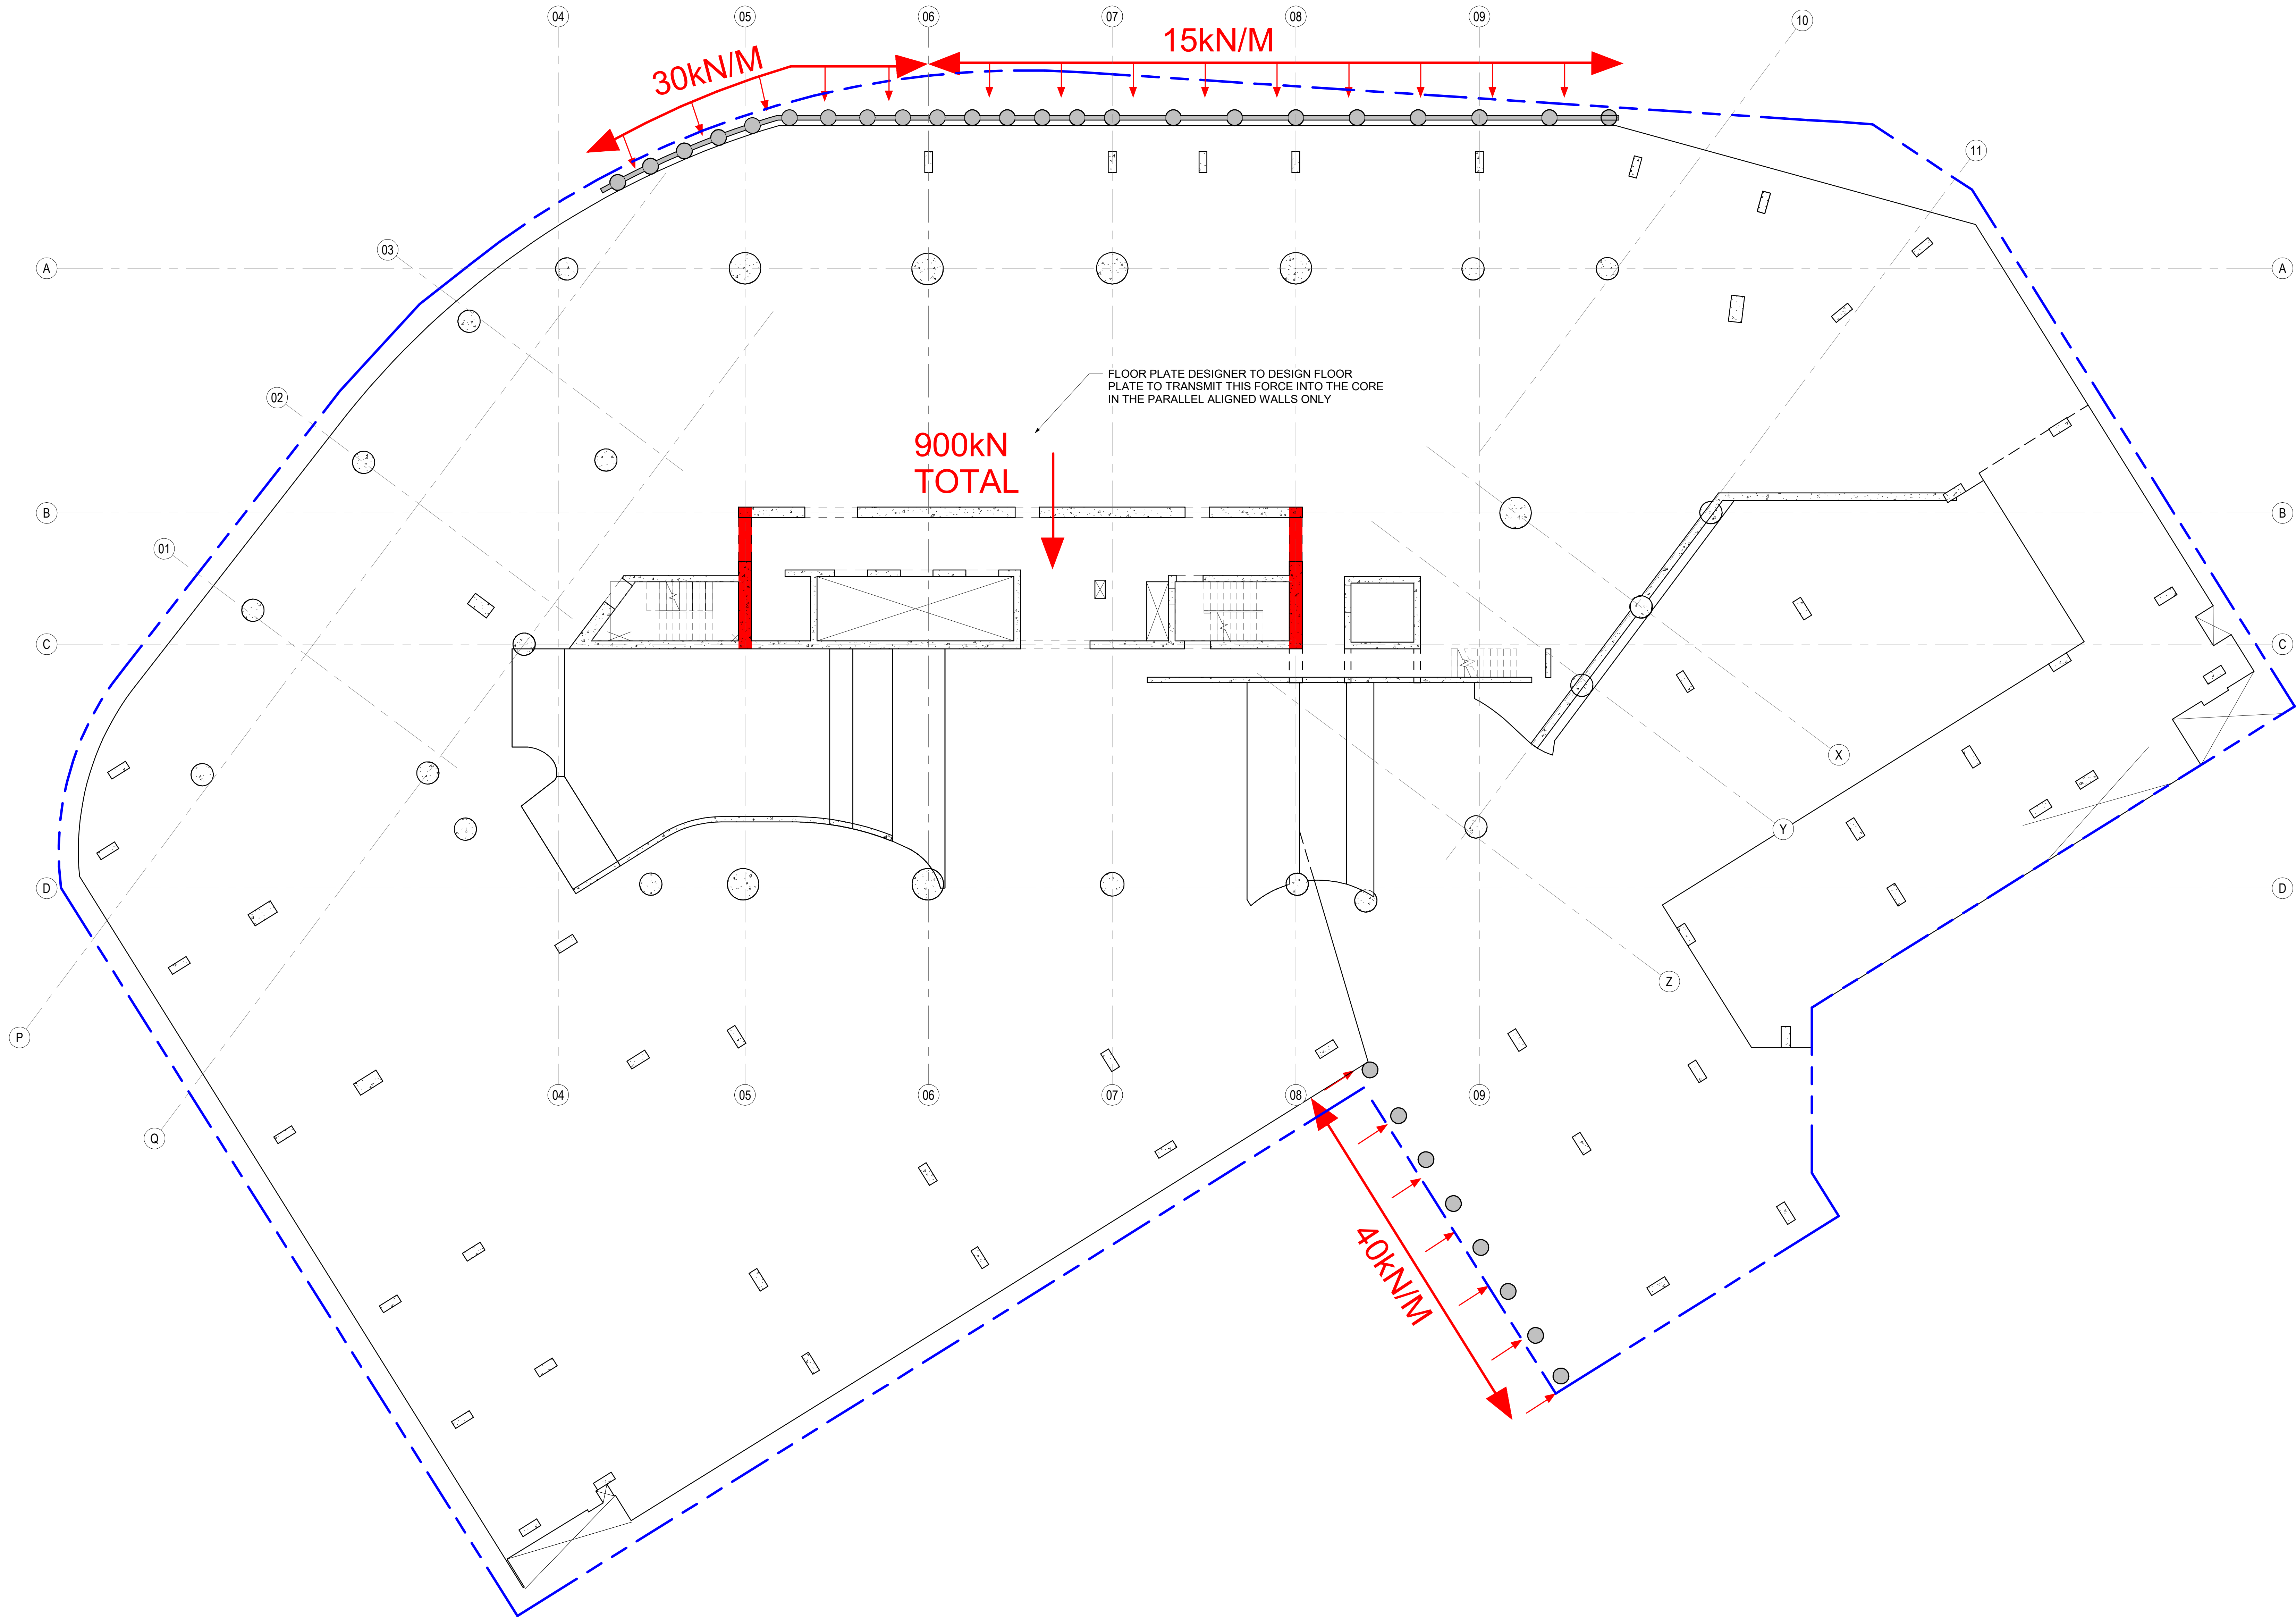 04
05
06
07
08
09
10
15kN/M
30kN/M
11
03
A
A
FLOOR PLATE DESIGNER TO DESIGN FLOOR
PLATE TO TRANSMIT THIS FORCE INTO THE CORE
IN THE PARALLEL ALIGNED WALLS ONLY
02
900kN
TOTAL
B
B
01
C
C
X
Y
D
D
Z
P
04
05
06
07
08
09
Q
40kN/M